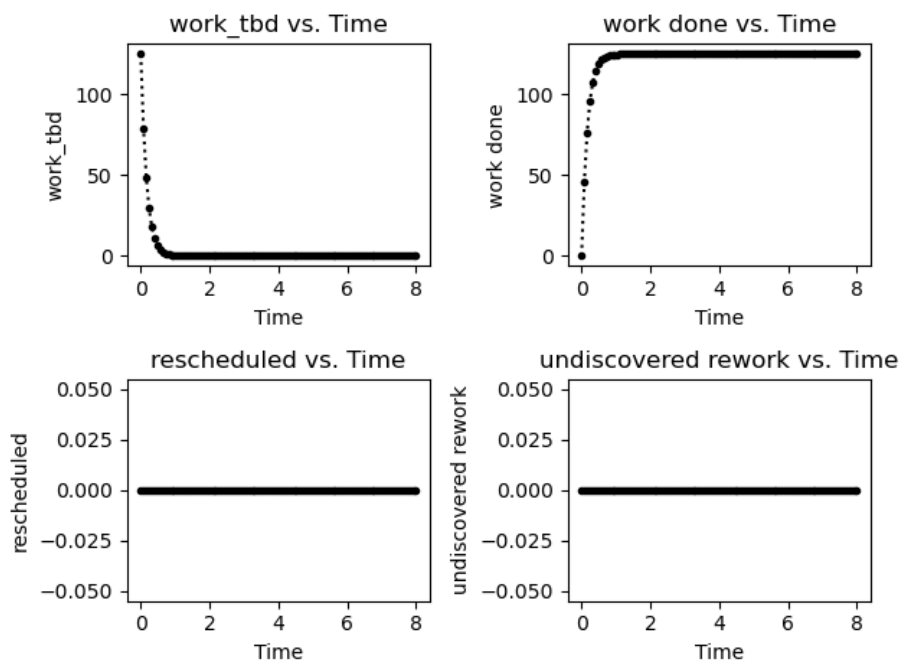 work_tbd vs. Time
work_tbd
100
50
0
0 2 4 6 8
Time
work done vs. Time
work done
100
50
0
0 2 4 6 8
Time
rescheduled vs. Time
rescheduled
0.050
0.025
0.000
−0.025
−0.050
0 2 4 6 8
Time
undiscovered rework vs. Time
undiscovered rework
0.050
0.025
0.000
−0.025
−0.050
0 2 4 6 8
Time